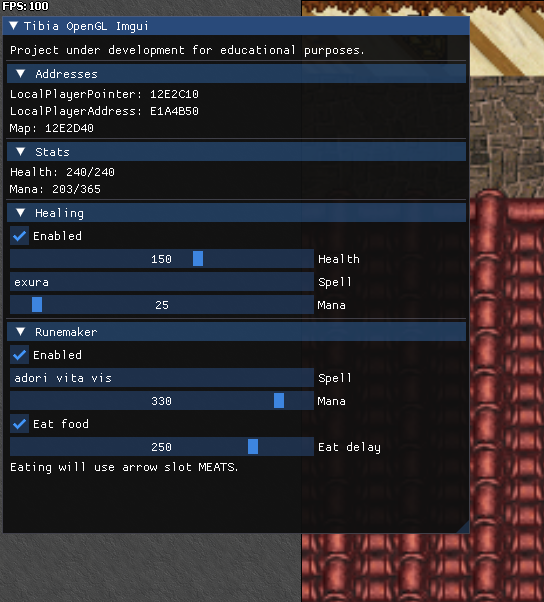 FPS: 100
Tibia OpenGL Imgui
Project under development for educational purposes.
Addresses
LocalPlayerPointer: 12E2C10
LocalPlayerAddress: E1A4B50
Map: 12E2D40
Stats
Health: 240/240
Mana: 203/365
Healing
Enabled
150 Health
exura Spell
25 Mana
Runemaker
Enabled
adori vita vis Spell
330 Mana
Eat food
250 Eat delay
Eating will use arrow slot MEATS.